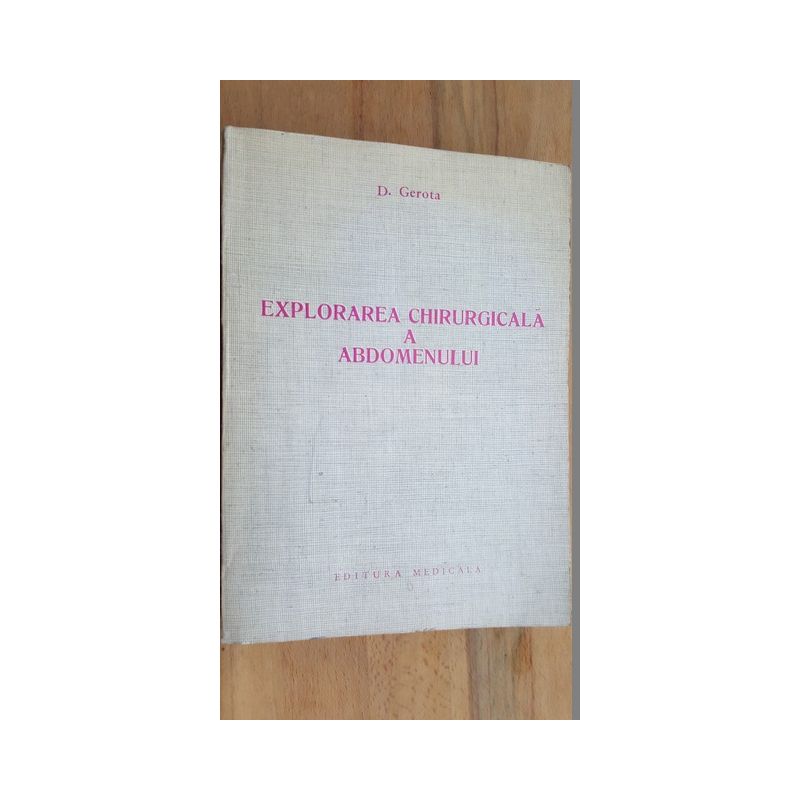 D. Gerota
EXPLORAREA CHIRURGICALĂ
A
ABDOMENULUI
EDITURA MEDICALĂ